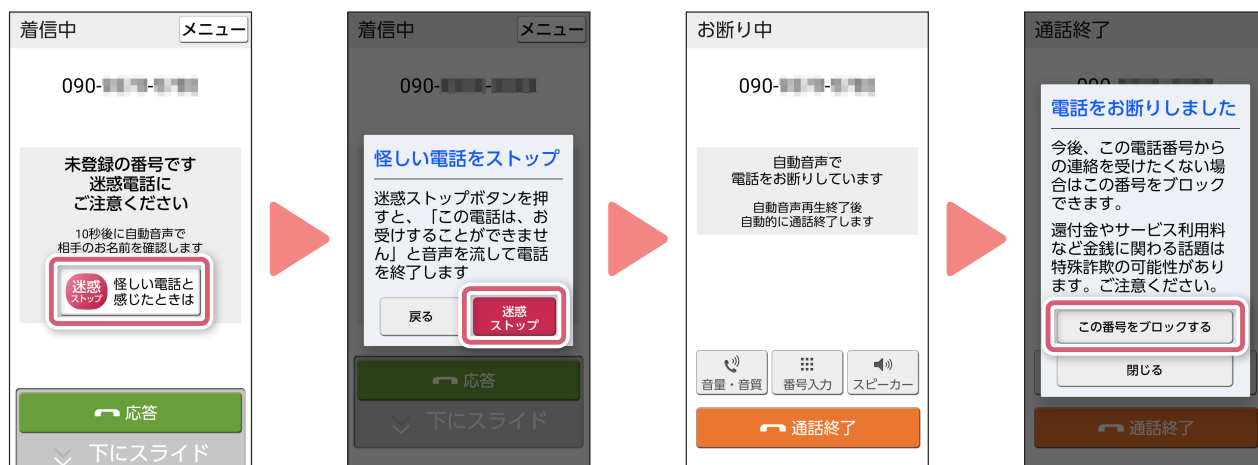 着信中
メニュー
090-
未登録の番号です
迷惑電話に
ご注意ください
10秒後に自動音声で
相手のお名前を確認します
迷惑
ストップ
怪しい電話と
感じたときは
応答
下にスライド
着信中
メニュー
090-
怪しい電話をストップ
迷惑ストップボタンを押
すと、「この電話は、お
受けすることができませ
ん」と音声を流して電話
を終了します
戻る
迷惑
ストップ
応答
下にスライド
お断り中
090-
自動音声で
電話をお断りしています
自動音声再生終了後
自動的に通話終了します
音量・音質
番号入力
スピーカー
通話終了
通話終了
電話をお断りしました
今後、この電話番号から
の連絡を受けたくない場
合はこの番号をブロック
できます。
還付金やサービス利用料
など金銭に関わる話題は
特殊詐欺の可能性があり
ます。ご注意ください。
この番号をブロックする
閉じる
通話終了